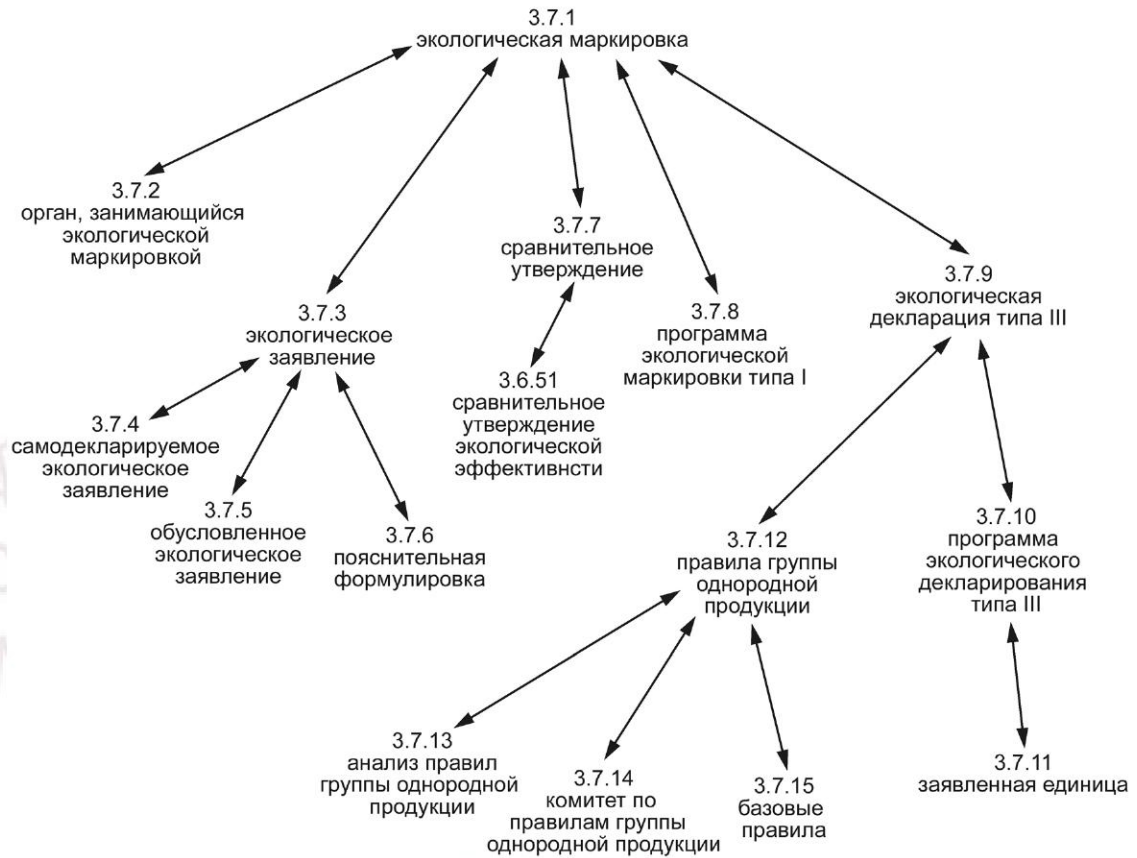 3.7.1
экологическая маркировка
3.7.2
орган, занимающийся
экологической
маркировкой
3.7.7
сравнительное
утверждение
3.7.9
экологическая
декларация типа III
3.7.3
экологическое
заявление
3.7.8
программа
экологической
маркировки типа I
3.6.51
сравнительное
утверждение
экологической
эффективнсти
3.7.4
самодекларируемое
экологическое
заявление
3.7.5
обусловленное
экологическое
заявление
3.7.6
пояснительная
формулировка
3.7.12
правила группы
однородной
продукции
3.7.10
программа
экологического
декларирования
типа III
3.7.13
анализ правил
группы однородной
продукции
3.7.14
комитет по
правилам группы
однородной продукции
3.7.15
базовые
правила
3.7.11
заявленная единица